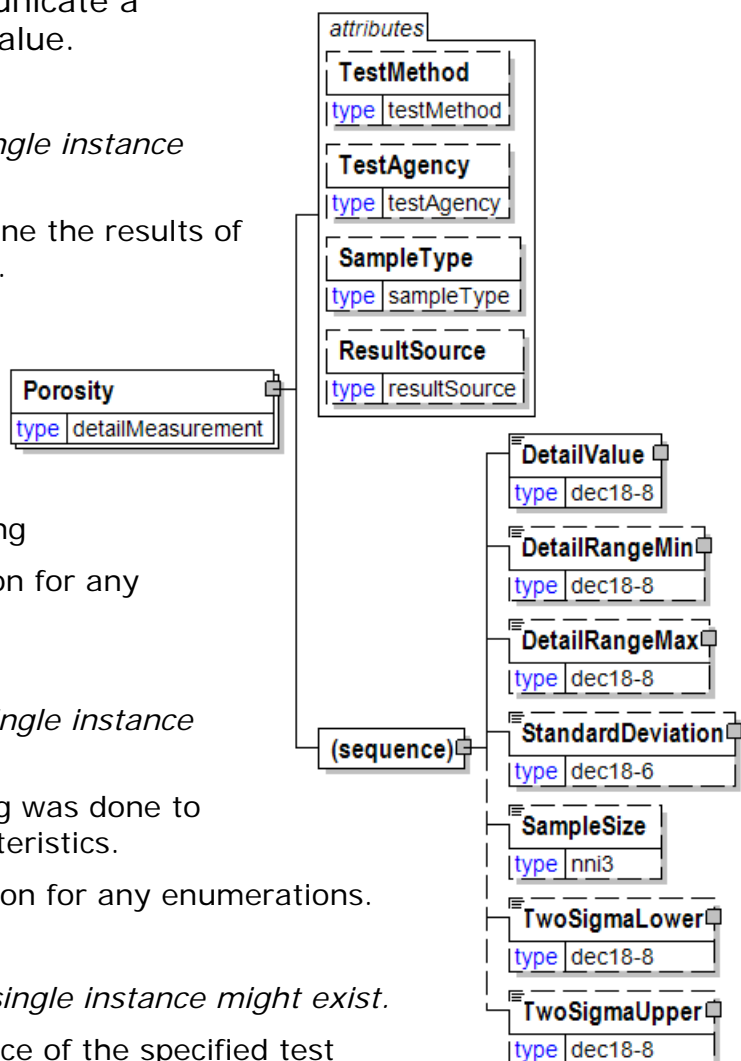 unicate a
alue.
ngle instance
ne the results of
.
ng
on for any
ingle instance
g was done to
teristics.
on for any enumerations.
single instance might exist.
ce of the specified test
attributes
TestMethod
type testMethod
TestAgency
type testAgency
SampleType
type sampleType
ResultSource
type resultSource
Porosity
type detailMeasurement
(sequence)
DetailValue
type dec18-8
DetailRangeMin
type dec18-8
DetailRangeMax
type dec18-8
StandardDeviation
type dec18-6
SampleSize
type nni3
TwoSigmaLower
type dec18-8
TwoSigmaUpper
type dec18-8